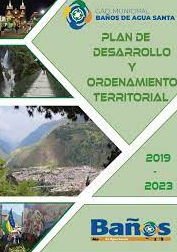 GAD MUNICIPAL
BAÑOS DE AGUA SANTA
PLAN DE
DESARROLLO
Y
ORDENAMIENTO
TERRITORIAL
2019
-
2023
Baños